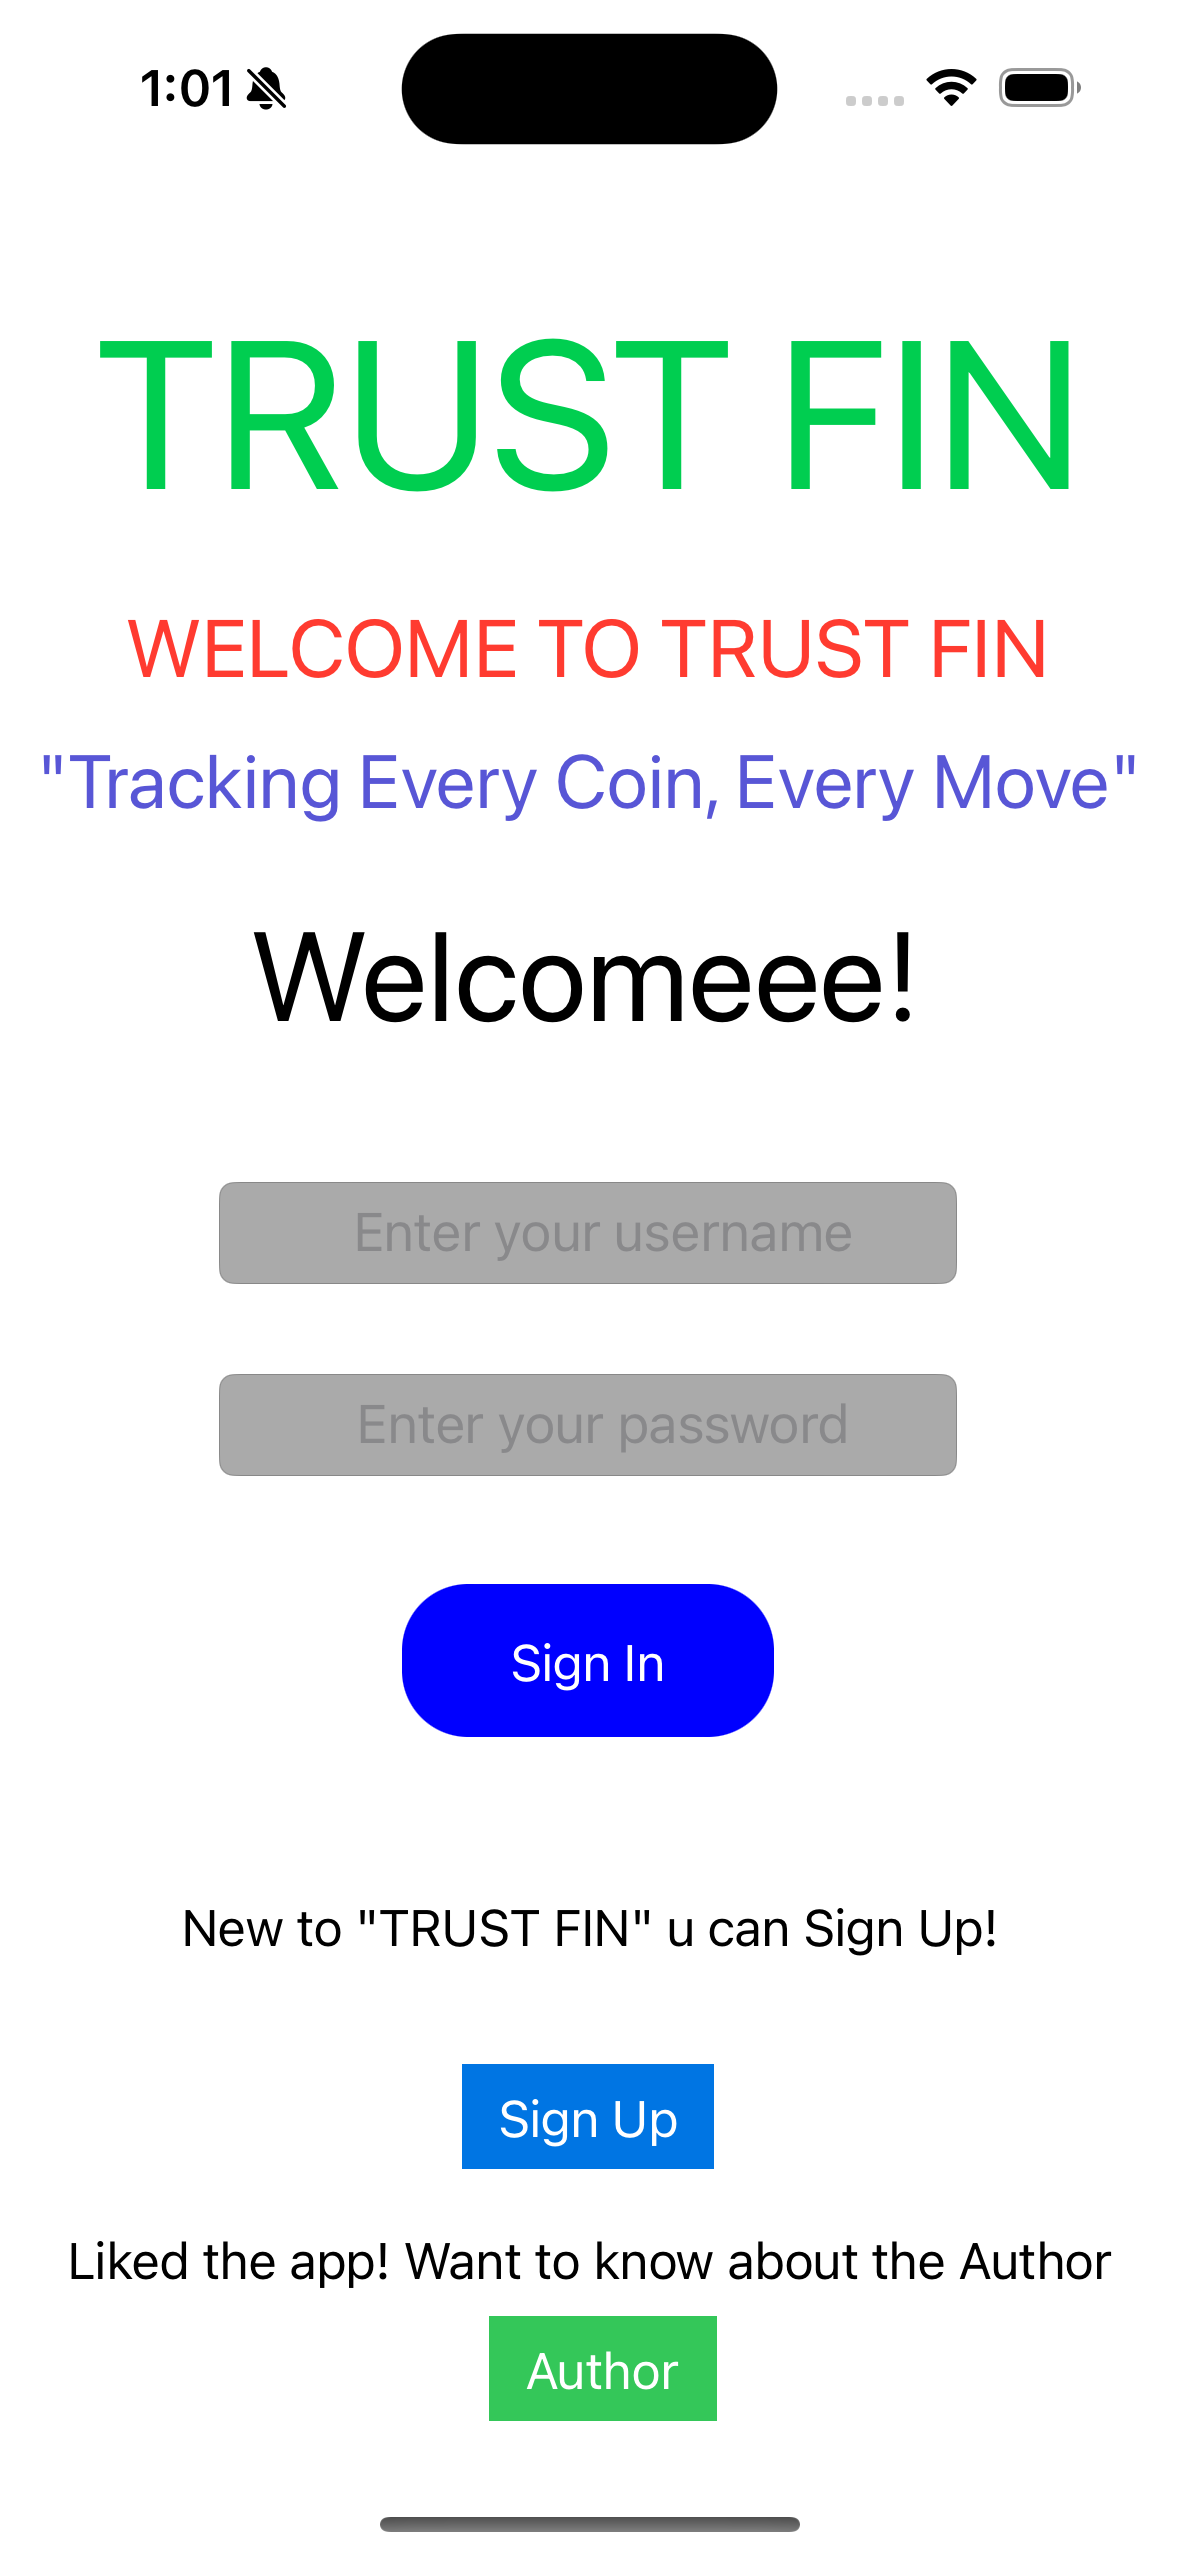 1:01
TRUST FIN
WELCOME TO TRUST FIN
"Tracking Every Coin, Every Move"
Welcomeee!
Enter your username
Enter your password
Sign In
New to "TRUST FIN" u can Sign Up!
Sign Up
Liked the app! Want to know about the Author
Author